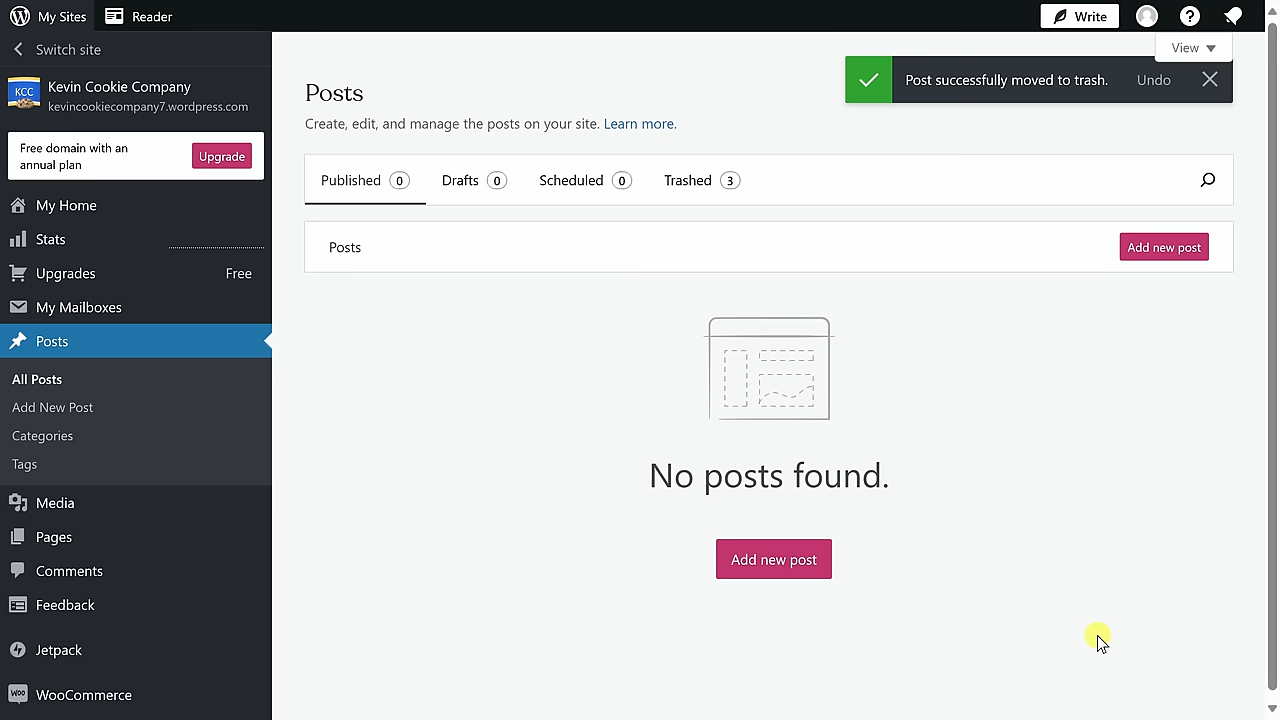 My Sites
Reader
Write
Switch site
View
KCC
Kevin Cookie Company
kevincookiecompany7.wordpress.com
Post successfully moved to trash.
Undo
Posts
Create, edit, and manage the posts on your site. Learn more.
Free domain with an
annual plan
Upgrade
Published 0
Drafts 0
Scheduled 0
Trashed 3
My Home
Stats
Posts
Add new post
Upgrades
Free
My Mailboxes
Posts
All Posts
Add New Post
Categories
Tags
No posts found.
Add new post
Media
Pages
Comments
Feedback
Jetpack
Woo
WooCommerce